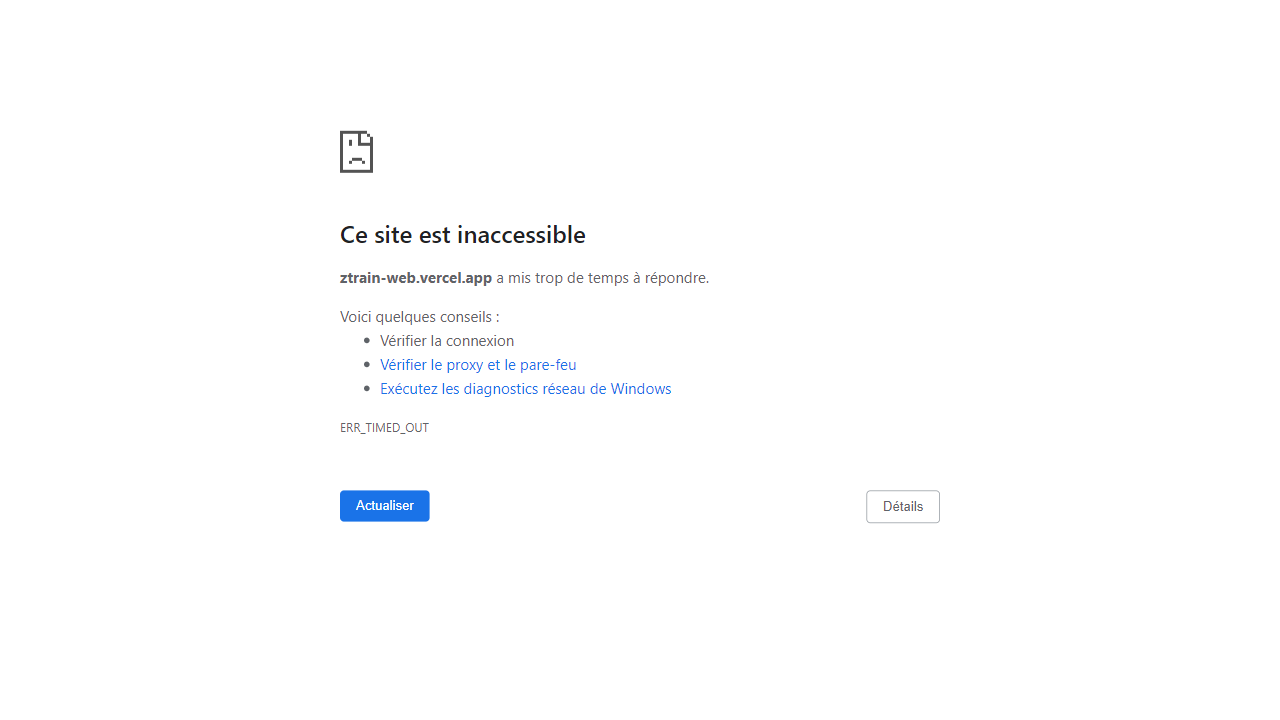 Ce site est inaccessible
ztrain-web.vercel.app a mis trop de temps à répondre.
Voici quelques conseils :
Vérifier la connexion
Vérifier le proxy et le pare-feu
Exécutez les diagnostics réseau de Windows
ERR_TIMED_OUT
Actualiser
Détails